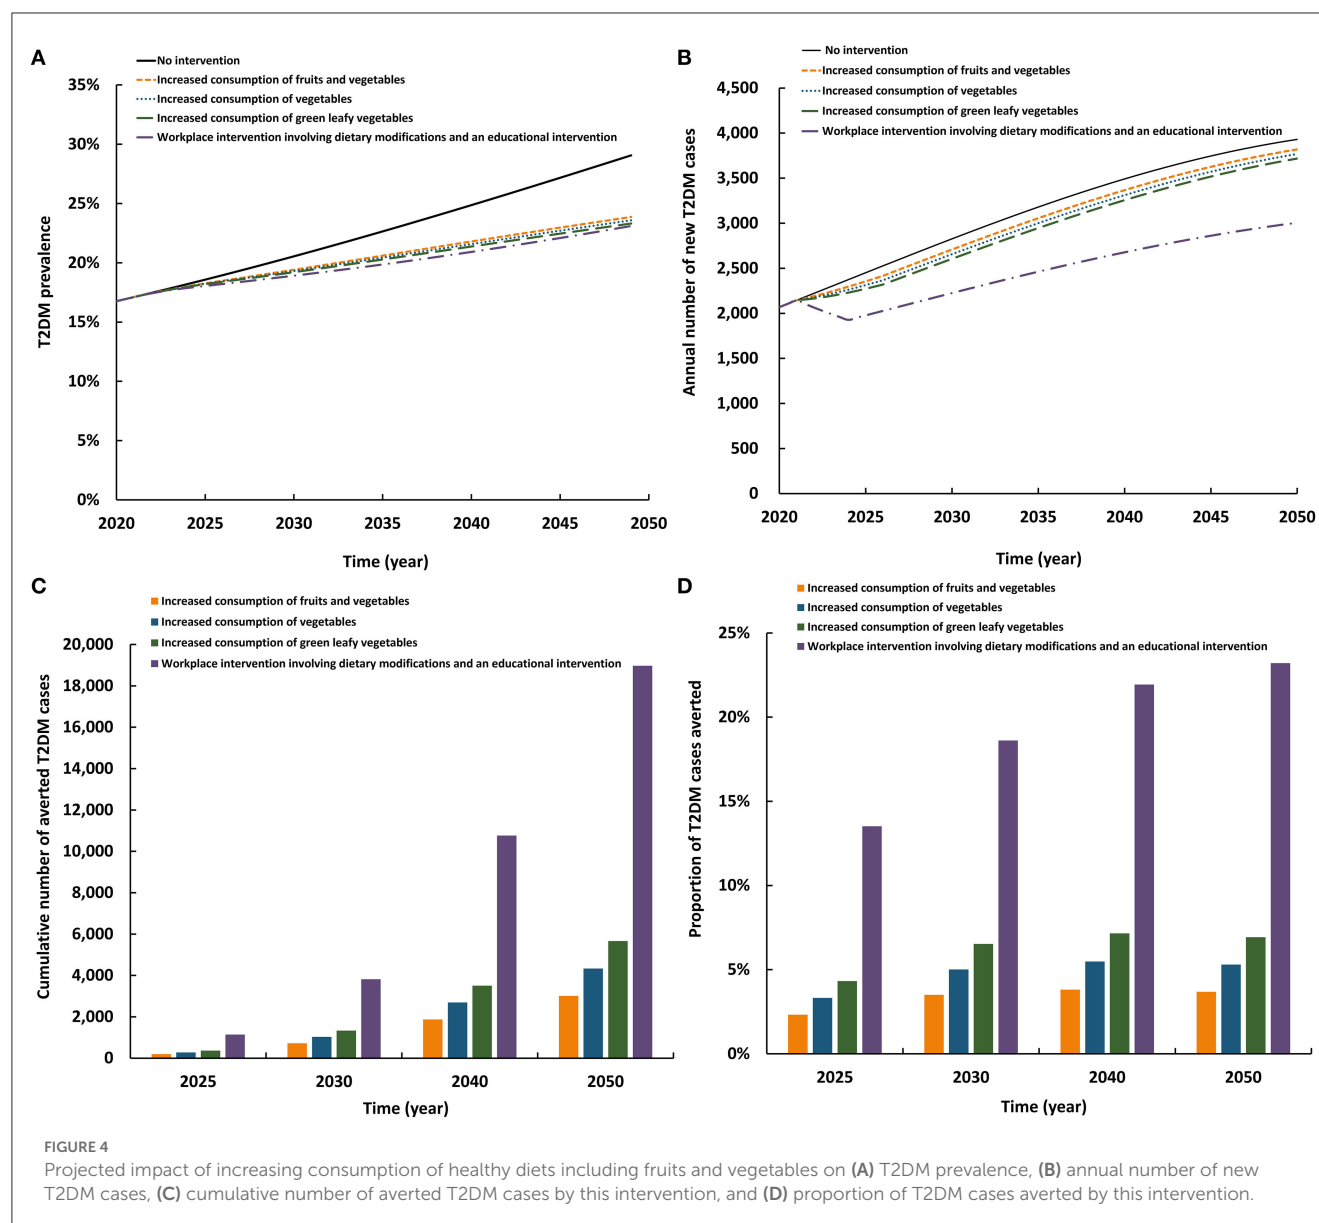 A
No intervention
Increased consumption of fruits and vegetables
Increased consumption of vegetables
Increased consumption of green leafy vegetables
Workplace intervention involving dietary modifications and an educational intervention
35%
30%
25%
20%
15%
10%
5%
0%
T2DM prevalence
2020 2025 2030 2035 2040 2045 2050
Time (year)
B
No intervention
Increased consumption of fruits and vegetables
Increased consumption of vegetables
Increased consumption of green leafy vegetables
Workplace intervention involving dietary modifications and an educational intervention
4,500
4,000
3,500
3,000
2,500
2,000
1,500
1,000
500
0
Annual number of new T2DM cases
2020 2025 2030 2035 2040 2045 2050
Time (year)
C
Increased consumption of fruits and vegetables
Increased consumption of vegetables
Increased consumption of green leafy vegetables
Workplace intervention involving dietary modifications and an educational intervention
20,000
18,000
16,000
14,000
12,000
10,000
8,000
6,000
4,000
2,000
0
Cumulative number of averted T2DM cases
2025 2030 2040 2050
Time (year)
D
Increased consumption of fruits and vegetables
Increased consumption of vegetables
Increased consumption of green leafy vegetables
Workplace intervention involving dietary modifications and an educational intervention
25%
20%
15%
10%
5%
0%
Proportion of T2DM cases averted
2025 2030 2040 2050
Time (year)
FIGURE 4
Projected impact of increasing consumption of healthy diets including fruits and vegetables on (A) T2DM prevalence, (B) annual number of new
T2DM cases, (C) cumulative number of averted T2DM cases by this intervention, and (D) proportion of T2DM cases averted by this intervention.